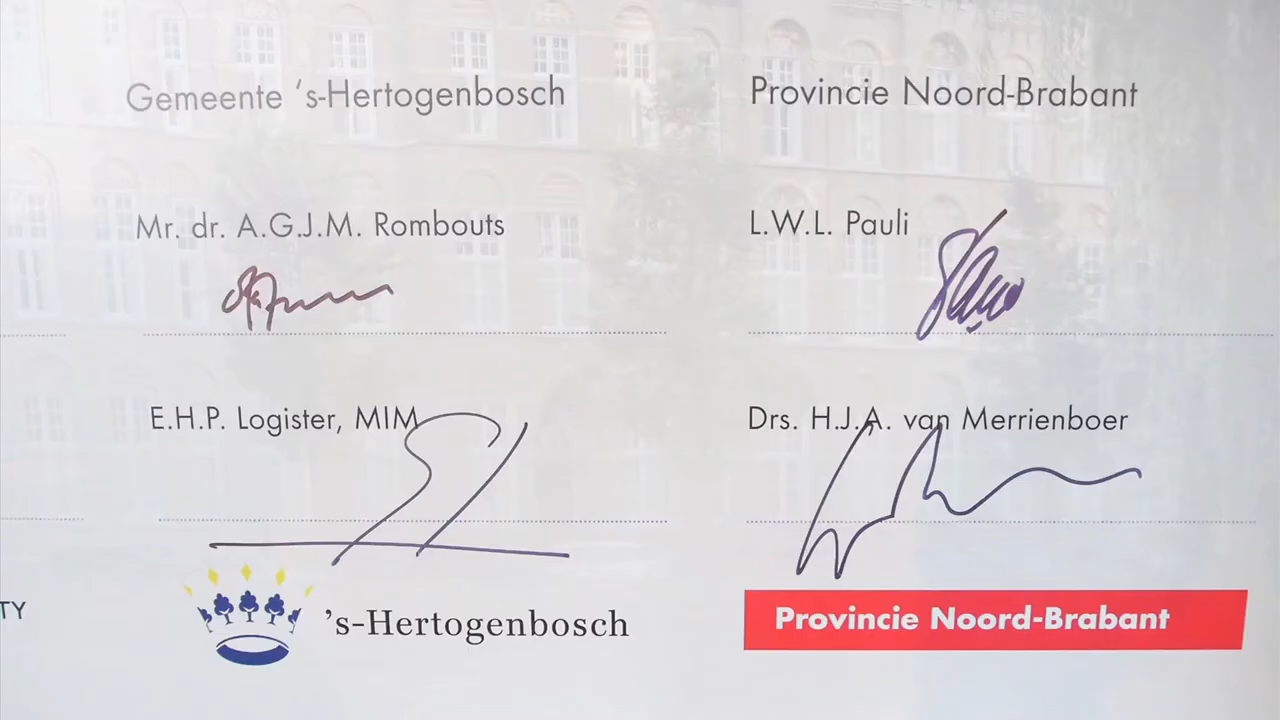 Gemeente ‘s-Hertogenbosch
Mr. dr. A.G.J.M. Rombouts
E.H.P. Logister, MIM
’s-Hertogenbosch
Provincie Noord-Brabant
L.W.L. Pauli
Drs. H.J.A. van Merrienboer
Provincie Noord-Brabant
TY